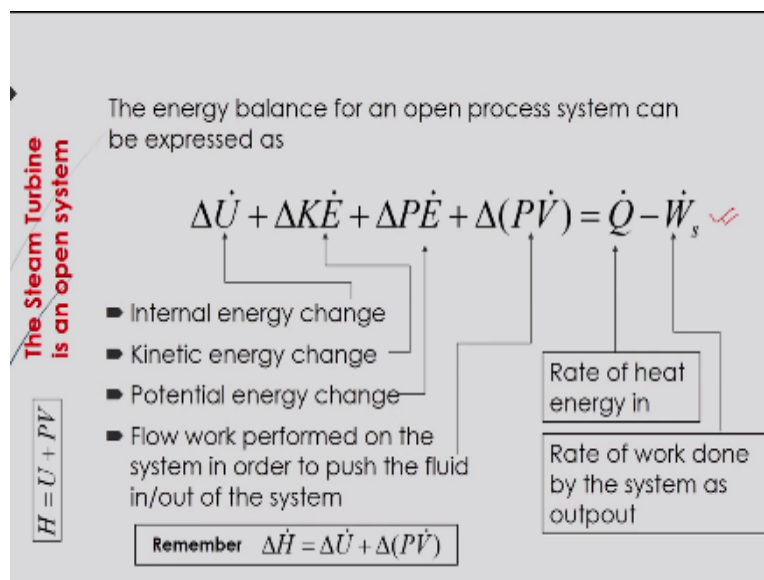 The energy balance for an open process system can
be expressed as
ΔU̇ + ΔKĖ + ΔPĖ + Δ(PV̇) = Q̇ − Ẇₛ
The Steam Turbine
is an open system
Internal energy change
Kinetic energy change
Potential energy change
Flow work performed on the
system in order to push the fluid
in/out of the system
Rate of heat
energy in
Rate of work done
by the system as
outpout
H = U + PV
Remember ΔḢ = ΔU̇ + Δ(PV̇)